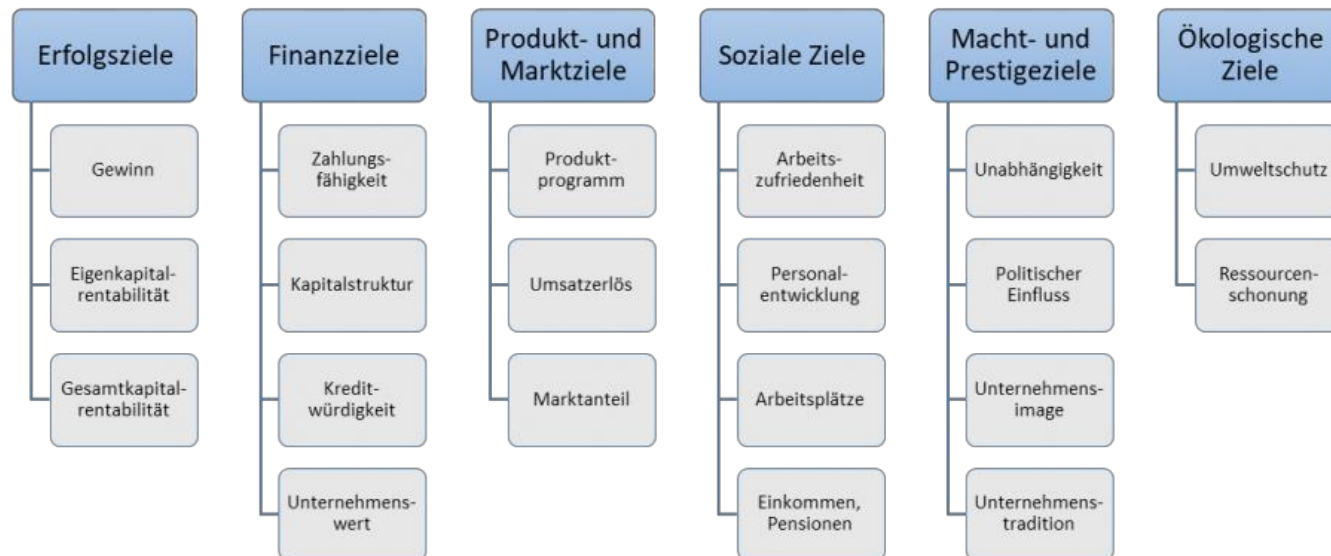 Erfolgsziele
Gewinn
Eigenkapital-
rentabilität
Gesamtkapital-
rentabilität
Finanzziele
Zahlungs-
fähigkeit
Kapitalstruktur
Kredit-
würdigkeit
Unternehmens-
wert
Produkt- und
Marktziele
Produkt-
programm
Umsatzerlös
Marktanteil
Soziale Ziele
Arbeits-
zufriedenheit
Personal-
entwicklung
Arbeitsplätze
Einkommen,
Pensionen
Macht- und
Prestigeziele
Unabhängigkeit
Politischer
Einfluss
Unternehmens-
image
Unternehmens-
tradition
Ökologische
Ziele
Umweltschutz
Ressourcen-
schonung